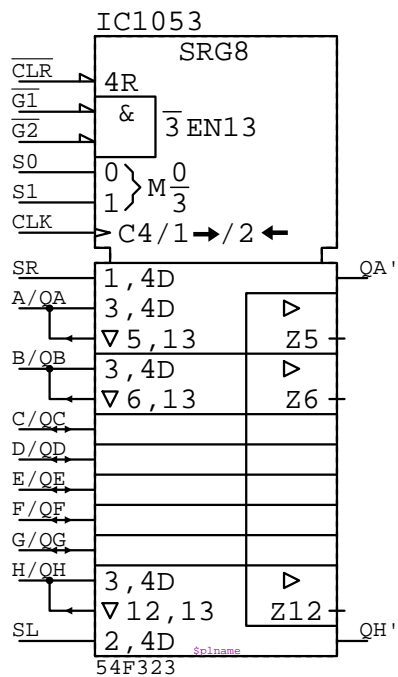 IC1053
SRG8
CLR
4R
G1
&
3EN13
G2
S0
0
M 0/3
S1
1
CLK
C4/1→/2←
SR
1,4D
QA'
A/QA
3,4D
▷
▽5,13
Z5
B/QB
3,4D
▷
▽6,13
Z6
C/QC
D/QD
E/QE
F/QF
G/QG
H/QH
3,4D
▷
▽12,13
Z12
SL
2,4D
QH'
$plname
54F323